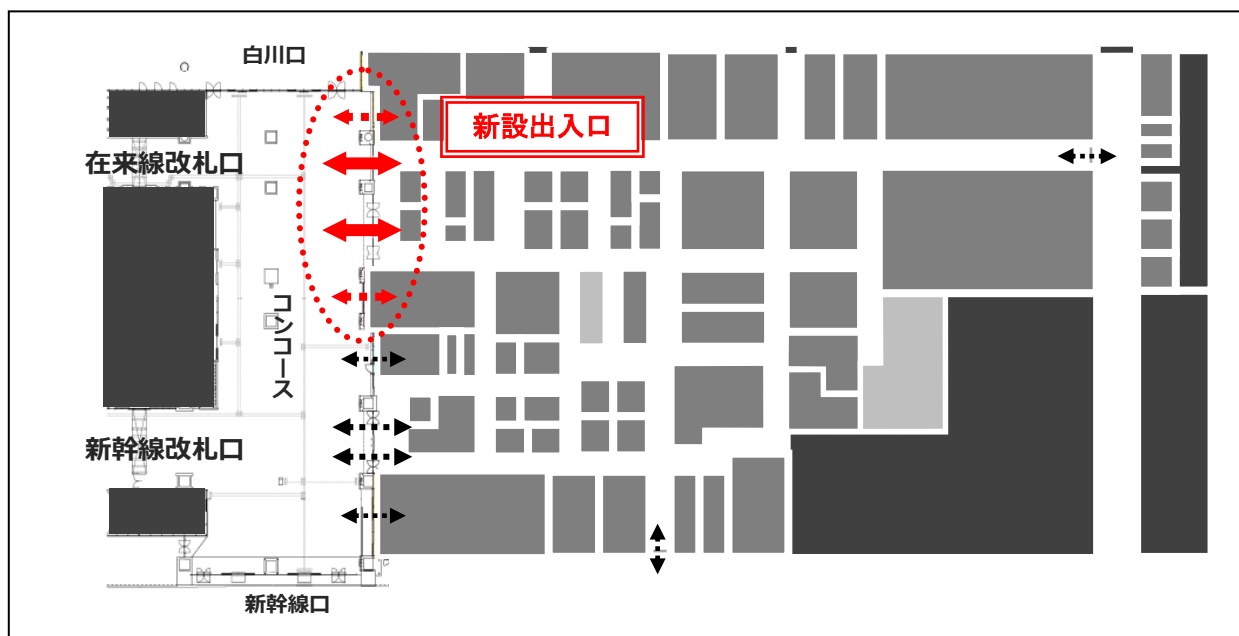 白川口
新設出入口
在来線改札口
コンコース
新幹線改札口
新幹線口